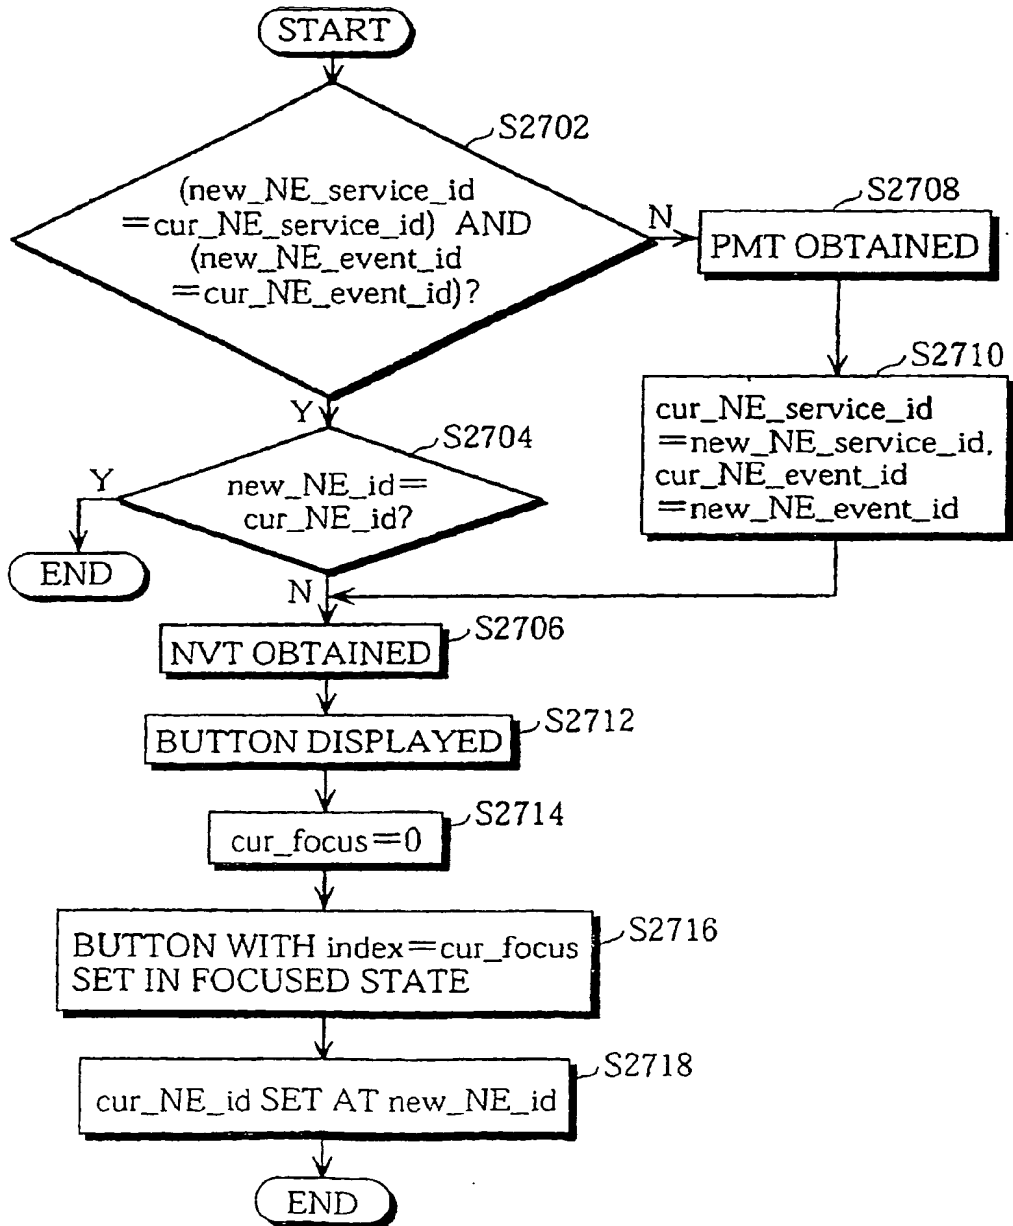 START
S2702
(new_NE_service_id
=cur_NE_service_id) AND
(new_NE_event_id
=cur_NE_event_id)?
N
S2708
PMT OBTAINED
S2710
cur_NE_service_id
=new_NE_service_id,
cur_NE_event_id
=new_NE_event_id
Y
S2704
new_NE_id=
cur_NE_id?
Y
END
N
S2706
NVT OBTAINED
S2712
BUTTON DISPLAYED
S2714
cur_focus=0
S2716
BUTTON WITH index=cur_focus
SET IN FOCUSED STATE
S2718
cur_NE_id SET AT new_NE_id
END